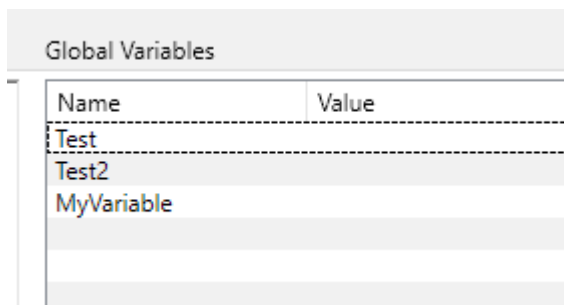 Global Variables
Name Value
Test
Test2
MyVariable